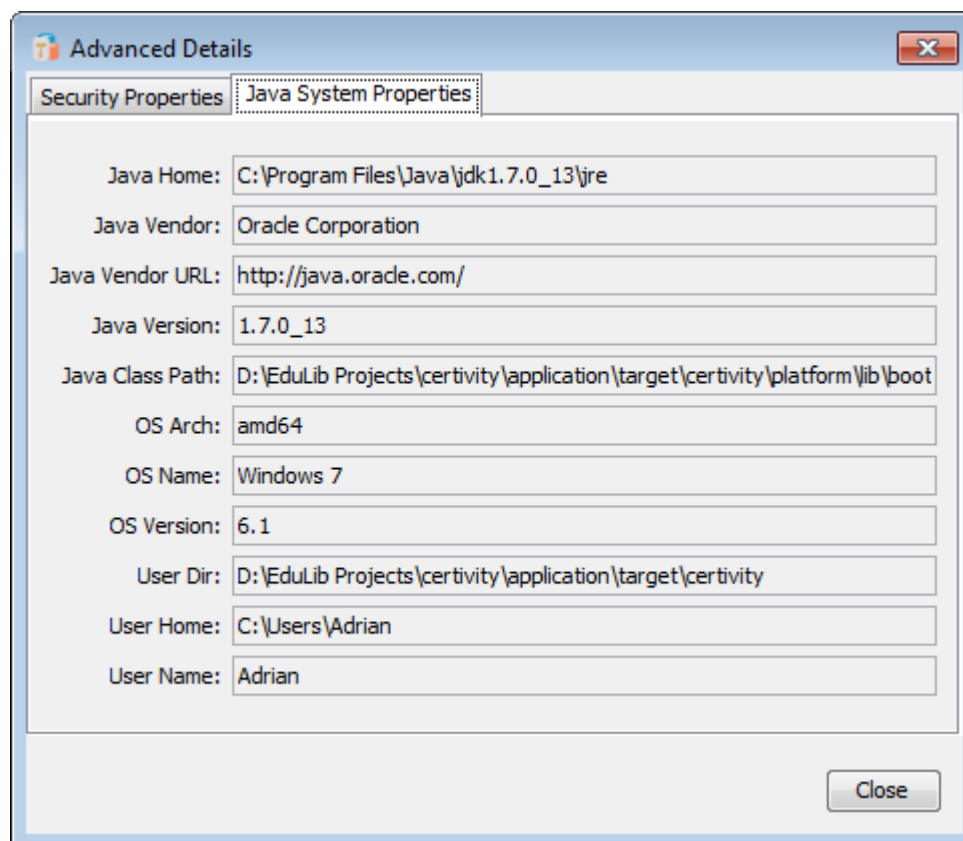 Advanced Details
Security Properties Java System Properties
Java Home: C:\Program Files\Java\jdk1.7.0_13\jre
Java Vendor: Oracle Corporation
Java Vendor URL: http://java.oracle.com/
Java Version: 1.7.0_13
Java Class Path: D:\EduLib Projects\certivity\application\target\certivity\platform\lib\boot
OS Arch: amd64
OS Name: Windows 7
OS Version: 6.1
User Dir: D:\EduLib Projects\certivity\application\target\certivity
User Home: C:\Users\Adrian
User Name: Adrian
Close